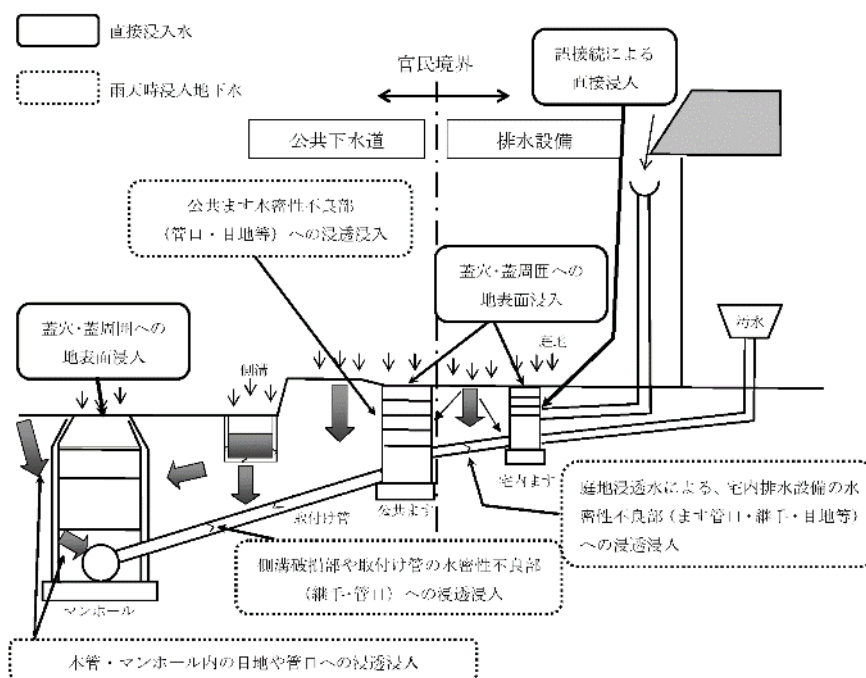 直接浸入水
雨天時浸入地下水
官民境界
誤接続による
直接浸入
公共下水道
排水設備
公共ます水密性不良部
（管口・目地等）への浸透浸入
蓋穴・蓋周囲への
地表面浸入
蓋穴・蓋周囲への
地表面浸入
側溝
庭地
汚水
取付け管
公共ます
宅内ます
マンホール
庭地浸透水による、宅内排水設備の水
密性不良部（ます管口・継手・目地等）
への浸透浸入
側溝破損部や取付け管の水密性不良部
（継手・管口）への浸透浸入
本管・マンホール内の目地や管口への浸透浸入